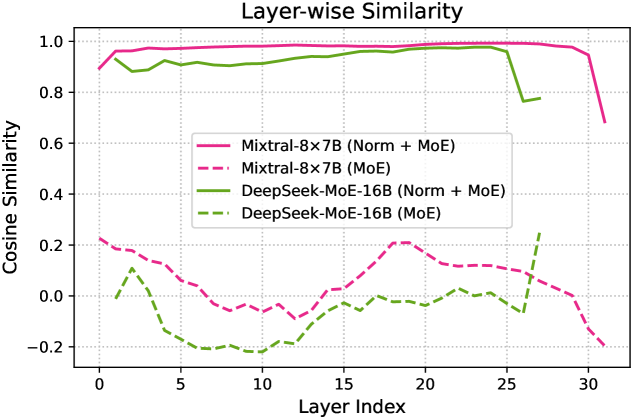 Layer-wise Similarity
Cosine Similarity
1.0
0.8
0.6
0.4
0.2
0.0
−0.2
Mixtral-8×7B (Norm + MoE)
Mixtral-8×7B (MoE)
DeepSeek-MoE-16B (Norm + MoE)
DeepSeek-MoE-16B (MoE)
0 5 10 15 20 25 30
Layer Index